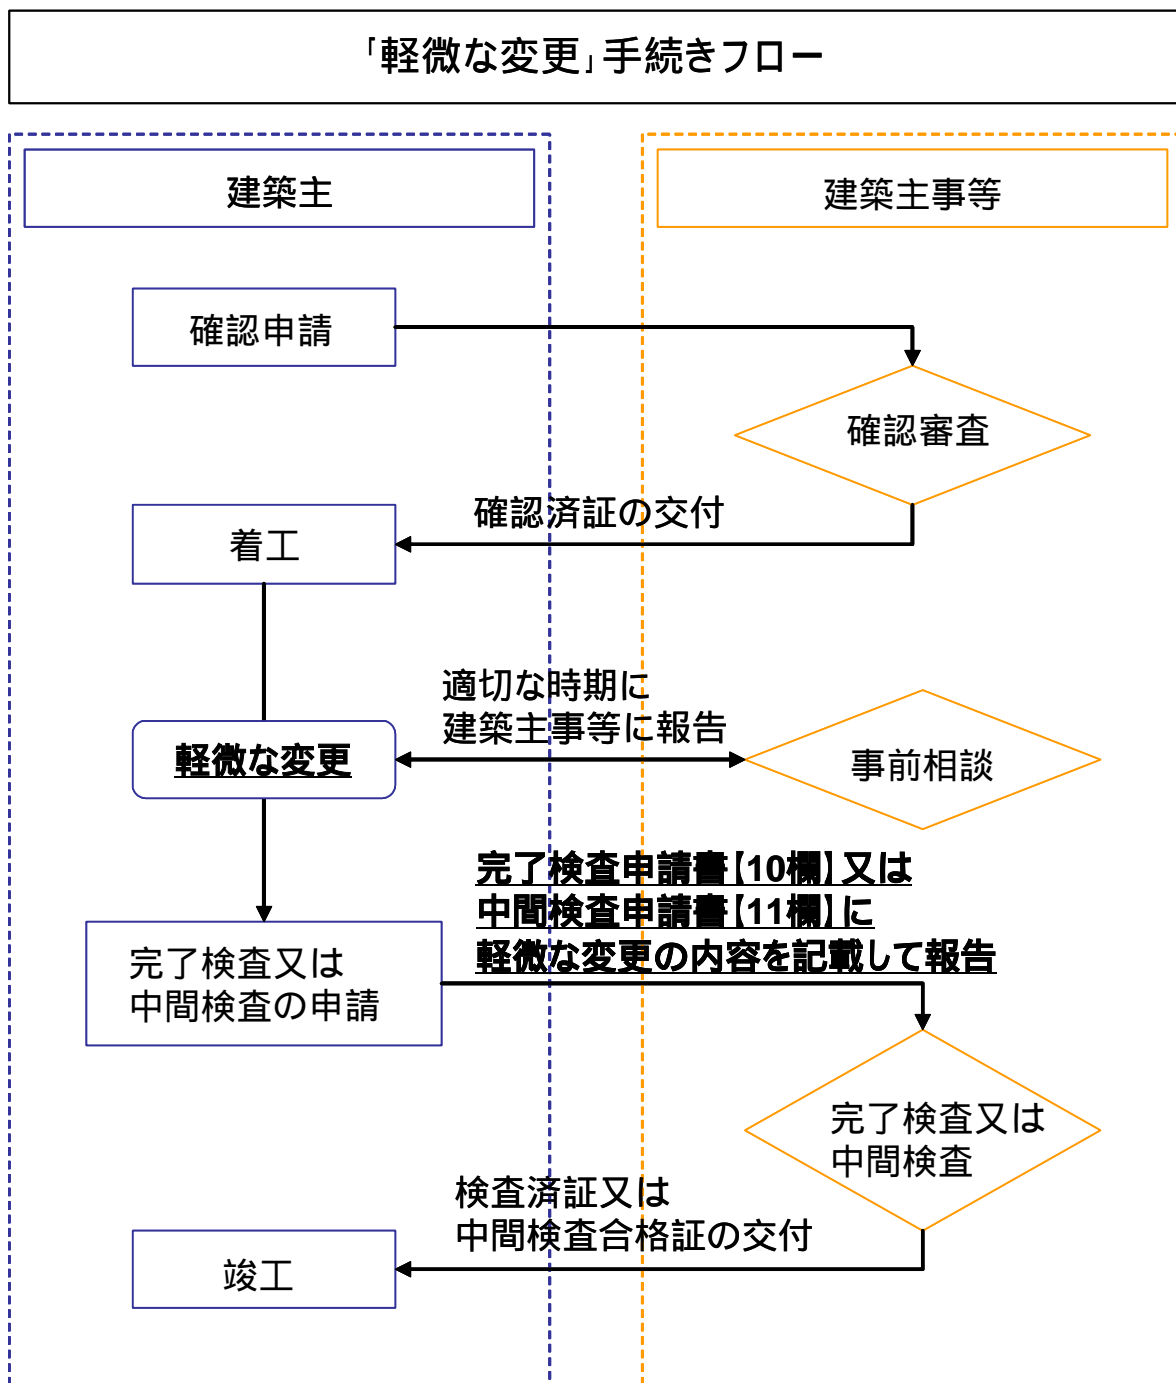 「軽微な変更」手続きフロー
建築主
建築主事等
確認申請
確認審査
確認済証の交付
着工
適切な時期に
建築主事等に報告
軽微な変更
事前相談
完了検査申請書【10欄】又は
中間検査申請書【11欄】に
軽微な変更の内容を記載して報告
完了検査又は
中間検査の申請
完了検査又は
中間検査
検査済証又は
中間検査合格証の交付
竣工